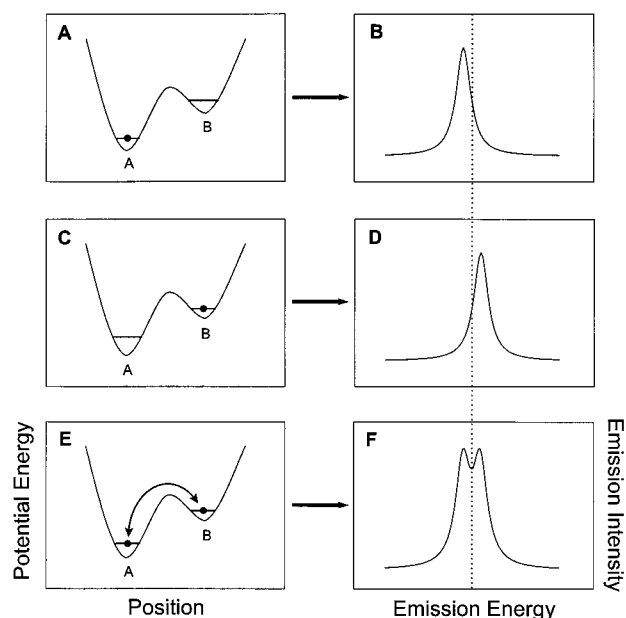 A
B
A
B
C
D
A
B
E
F
A
B
Potential Energy
Position
Emission Energy
Emission Intensity